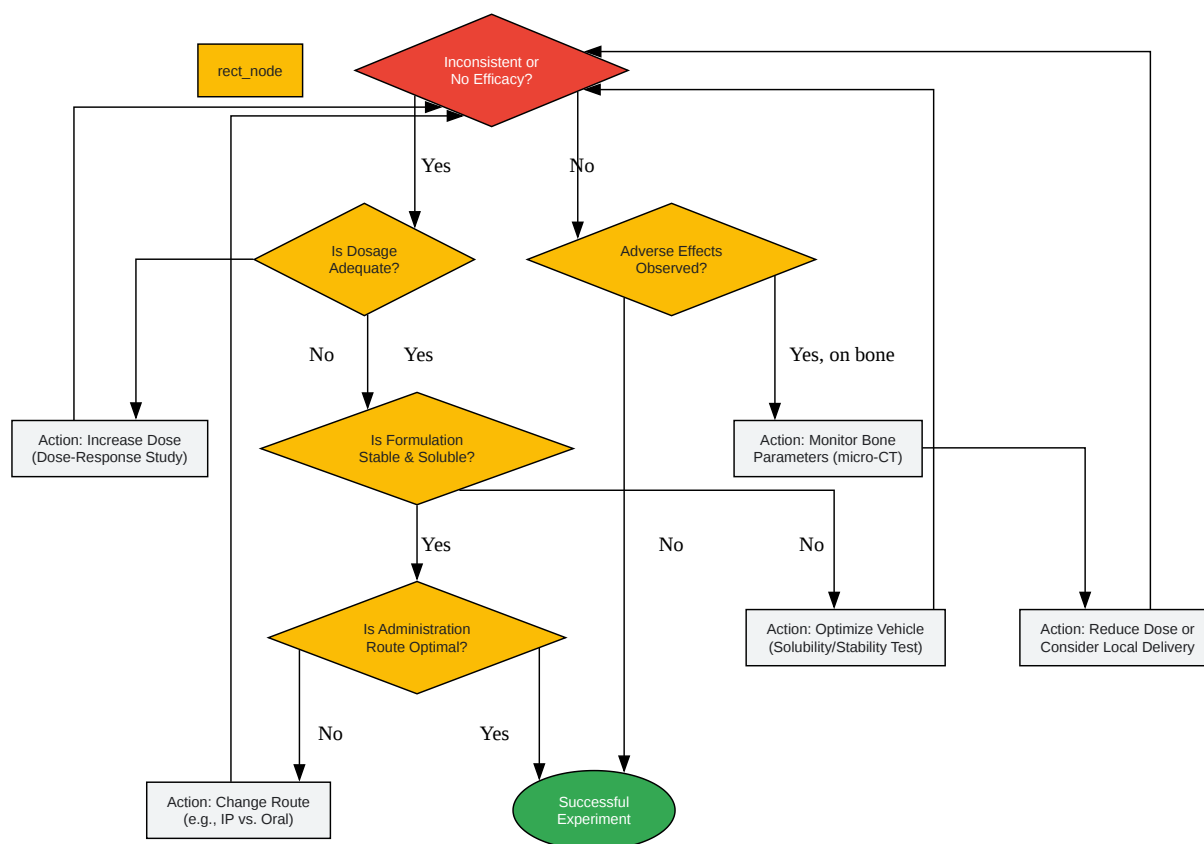 Inconsistent or
No Efficacy?
rect_node
Yes
No
Is Dosage
Adequate?
Adverse Effects
Observed?
No
Yes
Yes, on bone
Action: Increase Dose
(Dose-Response Study)
Is Formulation
Stable & Soluble?
Action: Monitor Bone
Parameters (micro-CT)
Yes
No
No
Is Administration
Route Optimal?
Action: Optimize Vehicle
(Solubility/Stability Test)
Action: Reduce Dose or
Consider Local Delivery
No
Yes
Action: Change Route
(e.g., IP vs. Oral)
Successful
Experiment